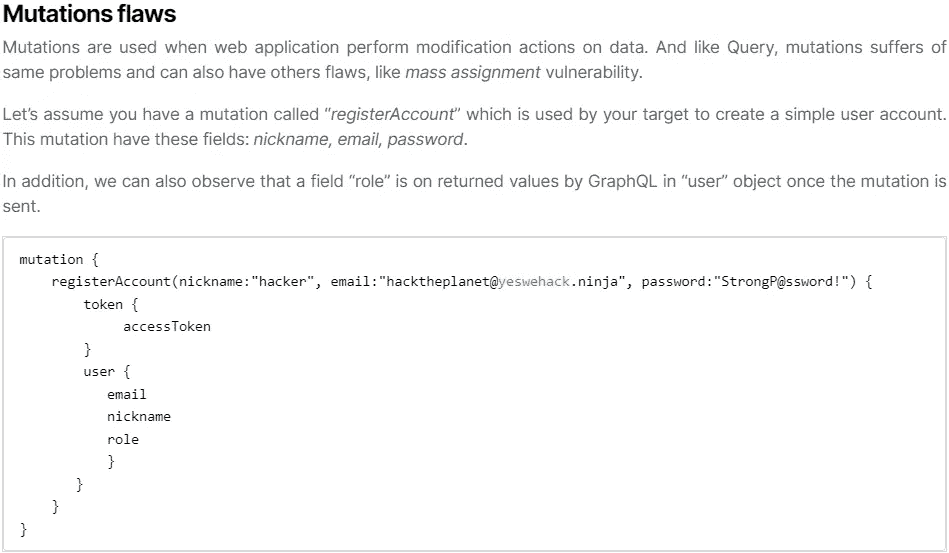 Mutations flaws
Mutations are used when web application perform modification actions on data. And like Query, mutations suffers of
same problems and can also have others flaws, like mass assignment vulnerability.
Let’s assume you have a mutation called “registerAccount” which is used by your target to create a simple user account.
This mutation have these fields: nickname, email, password.
In addition, we can also observe that a field “role” is on returned values by GraphQL in “user” object once the mutation is
sent.
mutation {
    registerAccount(nickname:"hacker", email:"hacktheplanet@yeswehack.ninja", password:"StrongP@ssword!") {
        token {
             accessToken
        }
        user {
           email
           nickname
           role
           }
       }
    }
}